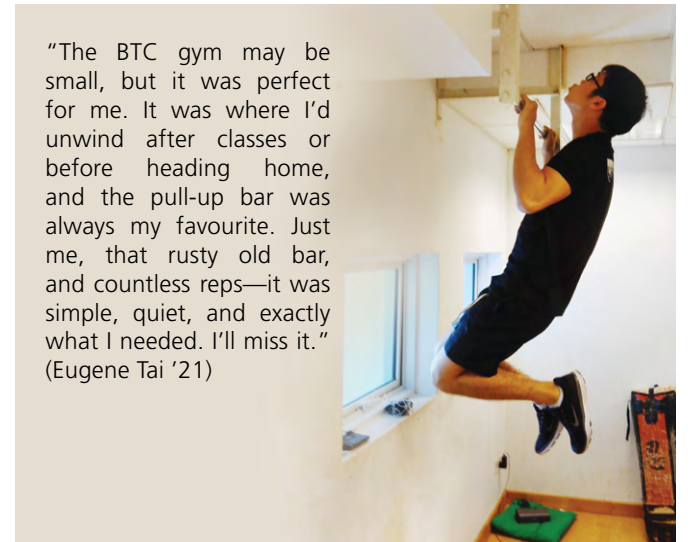 “The BTC gym may be
small, but it was perfect
for me. It was where I’d
unwind after classes or
before heading home,
and the pull-up bar was
always my favourite. Just
me, that rusty old bar,
and countless reps—it was
simple, quiet, and exactly
what I needed. I’ll miss it.”
(Eugene Tai ’21)